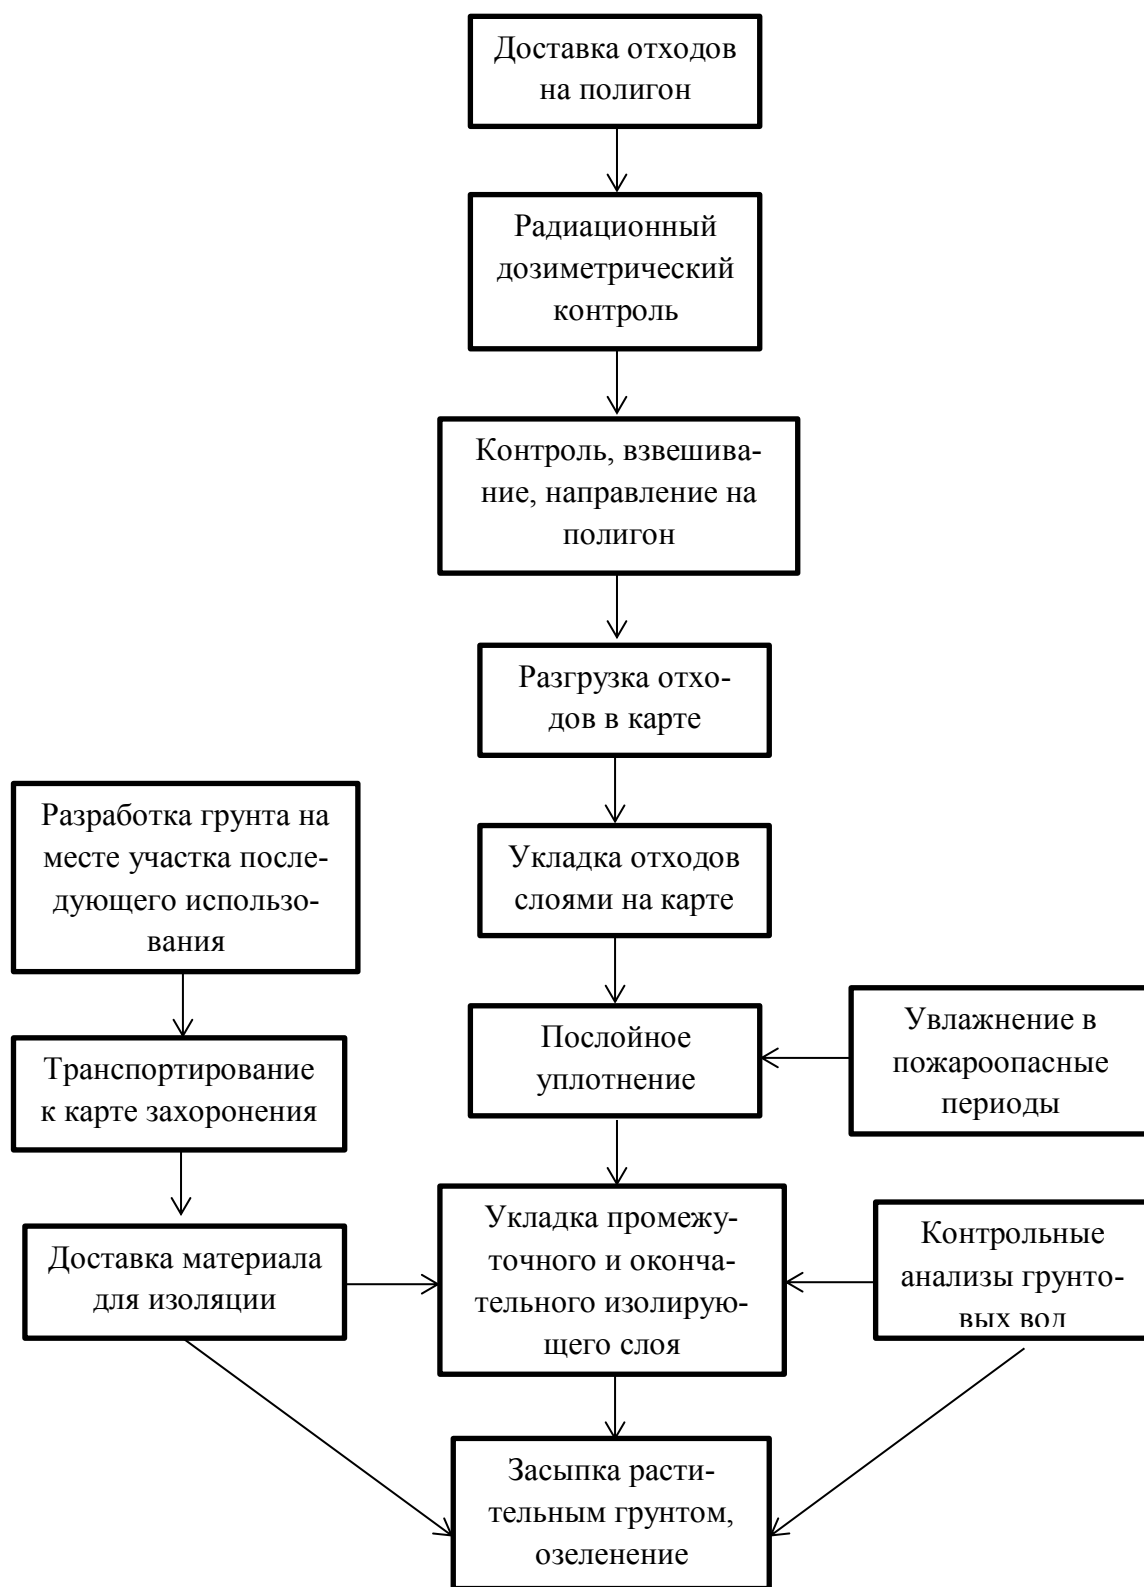 Доставка отходов
на полигон
Радиационный
дозиметрический
контроль
Контроль, взвешива-
ние, направление на
полигон
Разгрузка отхо-
дов в карте
Разработка грунта на
месте участка после-
дующего использо-
вания
Укладка отходов
слоями на карте
Транспортирование
к карте захоронения
Послойное
уплотнение
Увлажнение в
пожароопасные
периоды
Доставка материала
для изоляции
Укладка промежу-
точного и оконча-
тельного изолирую-
щего слоя
Контрольные
анализы грунто-
вых вод
Засыпка расти-
тельным грунтом,
озеленение